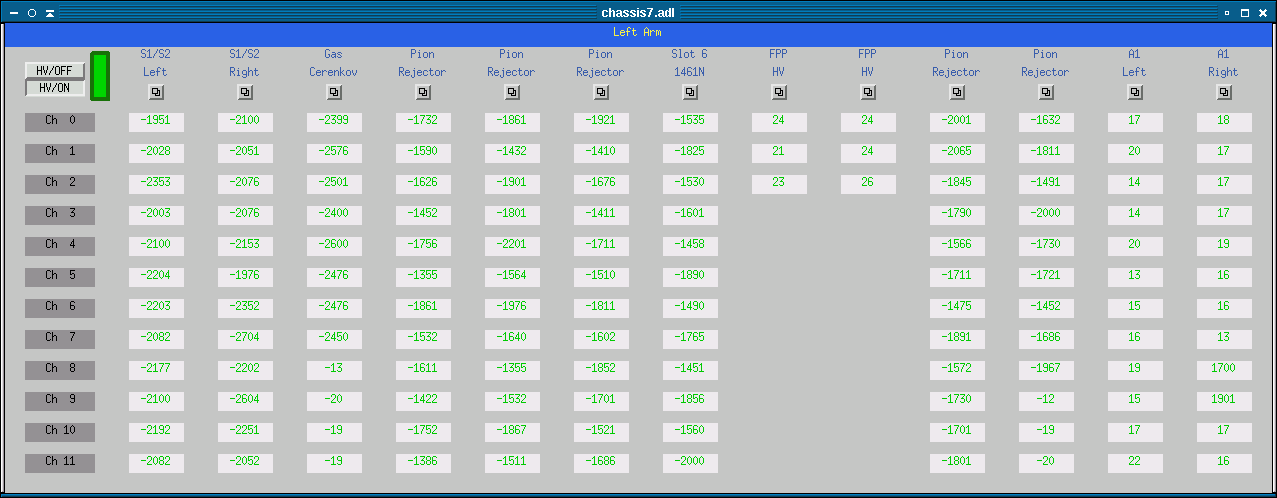 chassis7.adl
Left Arm
S1/S2 S1/S2 Gas Pion Pion Pion Slot 6 FPP FPP Pion Pion A1 A1
HV/OFF Left Right Cerenkov Rejector Rejector Rejector 1461N HV HV Rejector Rejector Left Right
HV/ON
Ch 0 -1951 -2100 -2399 -1732 -1861 -1921 -1535 24 24 -2001 -1632 17 18
Ch 1 -2028 -2051 -2576 -1590 -1432 -1410 -1825 21 24 -2065 -1811 20 17
Ch 2 -2353 -2076 -2501 -1626 -1901 -1676 -1530 23 26 -1845 -1491 14 17
Ch 3 -2003 -2076 -2400 -1452 -1801 -1411 -1601 -1790 -2000 14 17
Ch 4 -2100 -2153 -2600 -1756 -2201 -1711 -1458 -1566 -1730 20 19
Ch 5 -2204 -1976 -2476 -1355 -1564 -1510 -1890 -1711 -1721 13 16
Ch 6 -2203 -2352 -2476 -1861 -1976 -1811 -1490 -1475 -1452 15 16
Ch 7 -2082 -2704 -2450 -1532 -1640 -1602 -1765 -1891 -1686 16 13
Ch 8 -2177 -2202 -13 -1611 -1355 -1852 -1451 -1572 -1967 19 1700
Ch 9 -2100 -2604 -20 -1422 -1532 -1701 -1856 -1730 -12 15 1901
Ch 10 -2192 -2251 -19 -1752 -1867 -1521 -1560 -1701 -19 17 17
Ch 11 -2082 -2052 -19 -1386 -1511 -1686 -2000 -1801 -20 22 16